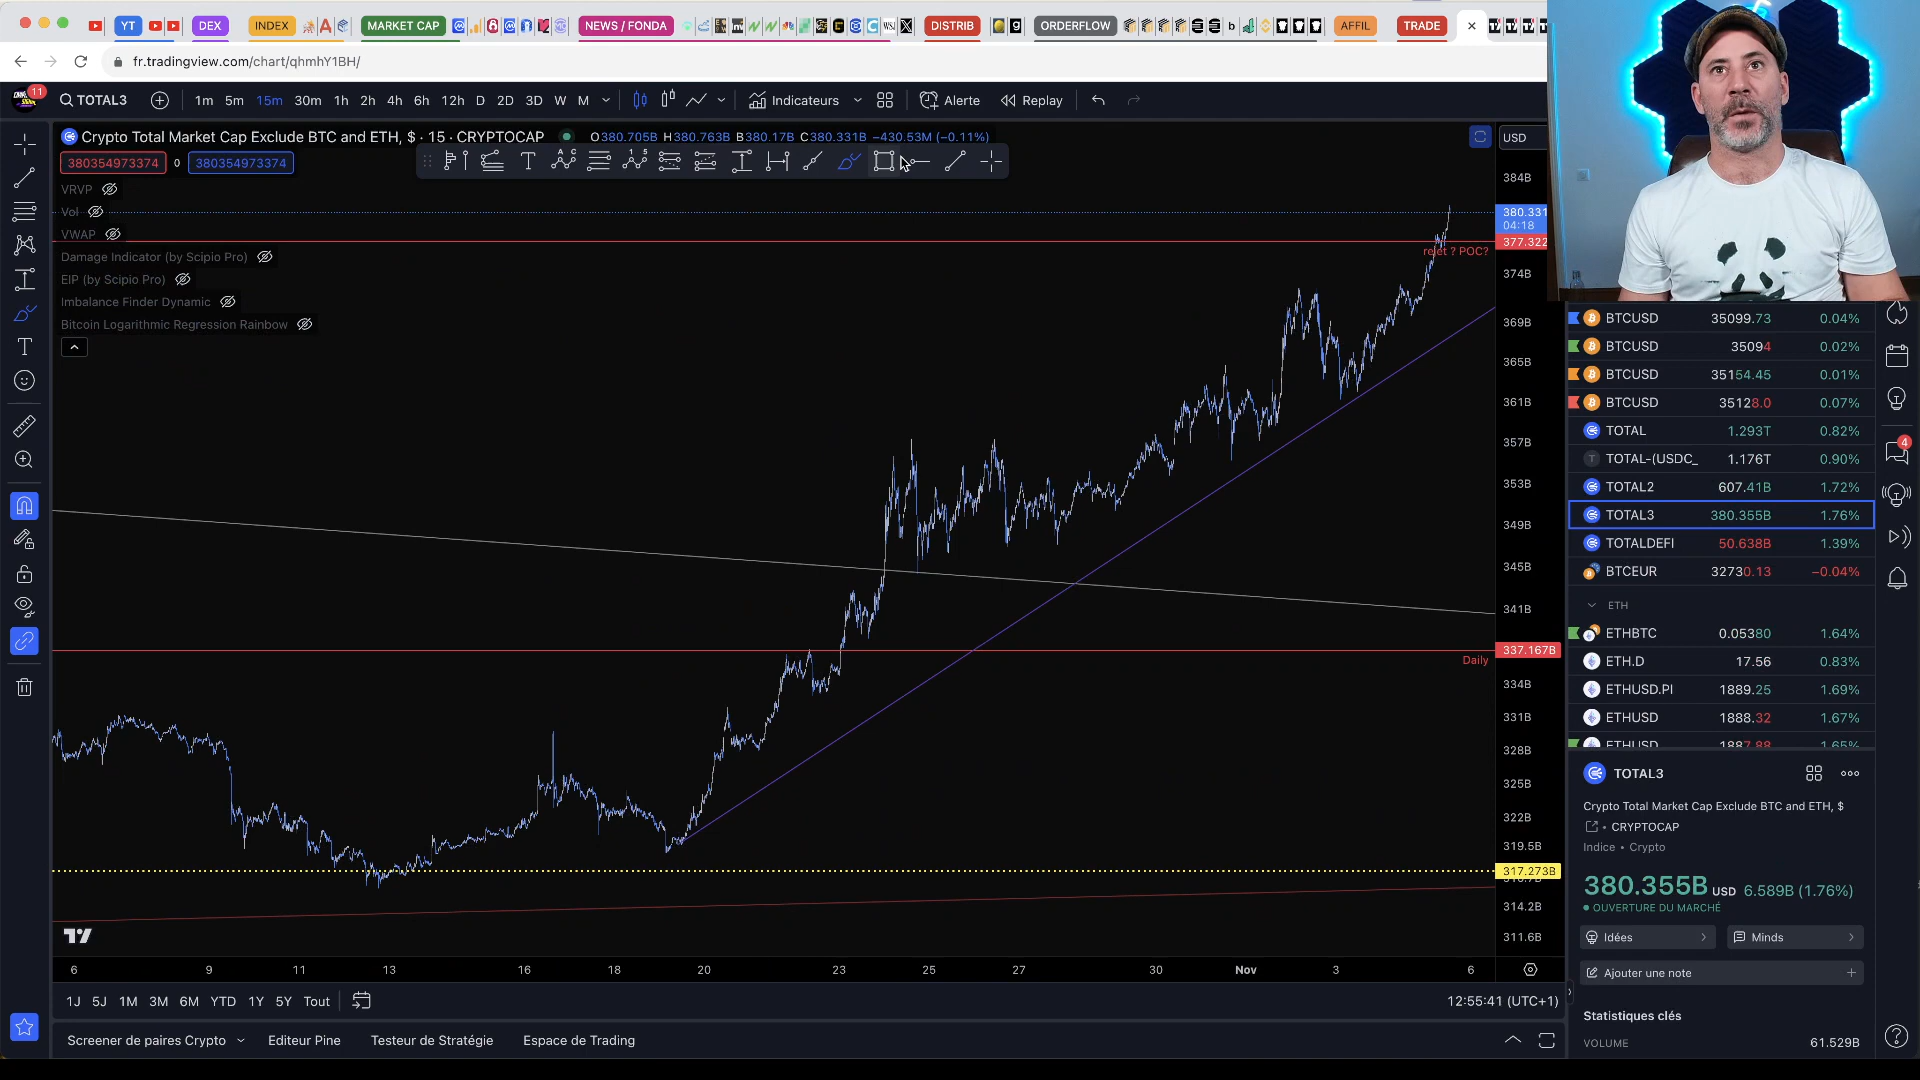 YT DEX INDEX MARKET CAP NEWS / FONDA DISTRIB ORDERFLOW AFFIL TRADE
fr.tradingview.com/chart/qhmhY1BH/
11 TOTAL3 1m 5m 15m 30m 1h 2h 4h 6h 12h D 2D 3D W M Indicateurs Alerte Replay
Crypto Total Market Cap Exclude BTC and ETH, $ · 15 · CRYPTOCAP O380.705B H380.763B B380.17B C380.331B −430.53M (−0.11%) USD
380354973374 0 380354973374
VRVP
Vol
VWAP
Damage Indicator (by Scipio Pro)
EIP (by Scipio Pro)
Imbalance Finder Dynamic
Bitcoin Logarithmic Regression Rainbow
384B
380.331
04:18
377.322
rejet ? POC?
374B
369B
365B
361B
357B
353B
349B
345B
341B
337.167B
Daily
334B
331B
328B
325B
322B
319.5B
317.273B
314.2B
311.6B
6 9 11 13 16 18 20 23 25 27 30 Nov 3 6
1J 5J 1M 3M 6M YTD 1Y 5Y Tout 12:55:41 (UTC+1)
Screener de paires Crypto Editeur Pine Testeur de Stratégie Espace de Trading
BTCUSD 35099.73 0.04%
BTCUSD 35094 0.02%
BTCUSD 35154.45 0.01%
BTCUSD 35128.0 0.07%
TOTAL 1.293T 0.82%
TOTAL-(USDC_ 1.176T 0.90%
TOTAL2 607.41B 1.72%
TOTAL3 380.355B 1.76%
TOTALDEFI 50.638B 1.39%
BTCEUR 32730.13 −0.04%
ETH
ETHBTC 0.05380 1.64%
ETH.D 17.56 0.83%
ETHUSD.PI 1889.25 1.69%
ETHUSD 1888.32 1.67%
ETHUSD 1887.88 1.65%
4
TOTAL3
Crypto Total Market Cap Exclude BTC and ETH, $
• CRYPTOCAP
Indice • Crypto
380.355B USD 6.589B (1.76%)
OUVERTURE DU MARCHÉ
Idées Minds
Ajouter une note
Statistiques clés
VOLUME 61.529B